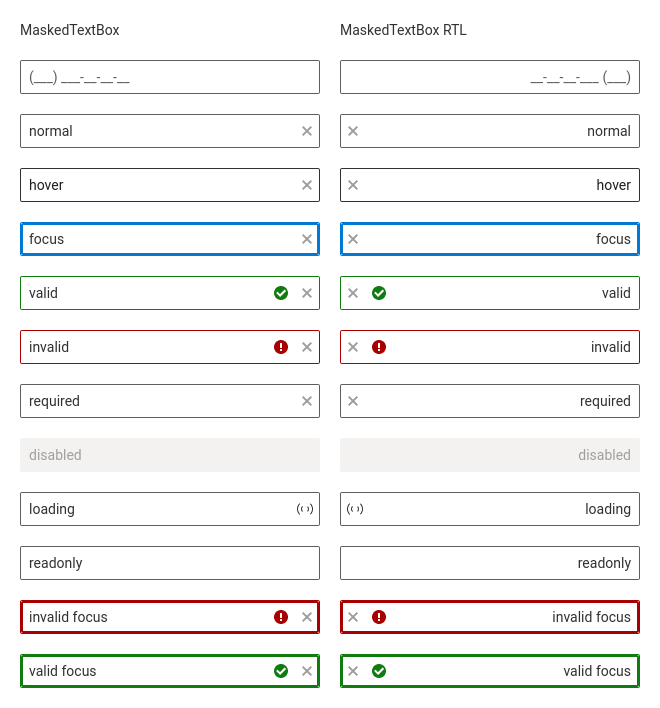 MaskedTextBox MaskedTextBox RTL
(___) ___-__-__-__ __-__-__-___ (___)
normal normal
hover hover
focus focus
valid valid
invalid invalid
required required
disabled disabled
loading loading
readonly readonly
invalid focus invalid focus
valid focus valid focus